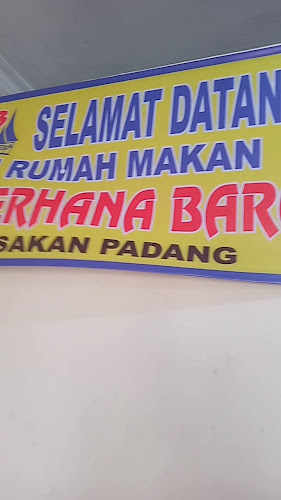 SELAMAT DATAN
RUMAH MAKAN
ERHANA BAR
SAKAN PADANG